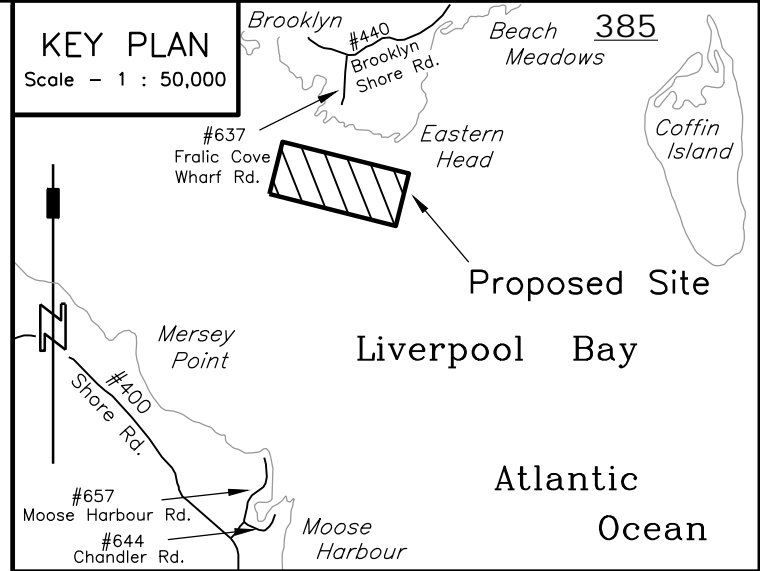 KEY PLAN
Scale - 1 : 50,000
Brooklyn
#440
Brooklyn
Shore Rd.
Beach
Meadows
385
#637
Fralic Cove
Wharf Rd.
Eastern
Head
Coffin
Island
Proposed Site
Mersey
Point
Liverpool Bay
#400
Shore Rd.
Atlantic
Ocean
#657
Moose Harbour Rd.
#644
Chandler Rd.
Moose
Harbour
N